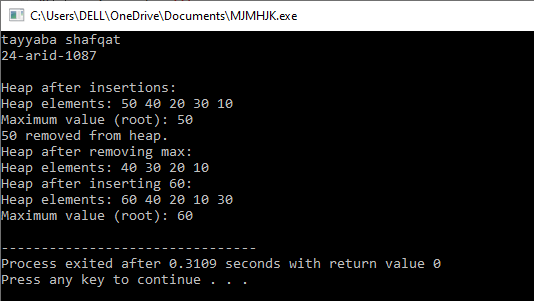 C:\Users\DELL\OneDrive\Documents\MJMHJK.exe
tayyaba shafqat
24-arid-1087
Heap after insertions:
Heap elements: 50 40 20 30 10
Maximum value (root): 50
50 removed from heap.
Heap after removing max:
Heap elements: 40 30 20 10
Heap after inserting 60:
Heap elements: 60 40 20 10 30
Maximum value (root): 60
--------------------------------
Process exited after 0.3109 seconds with return value 0
Press any key to continue . . .